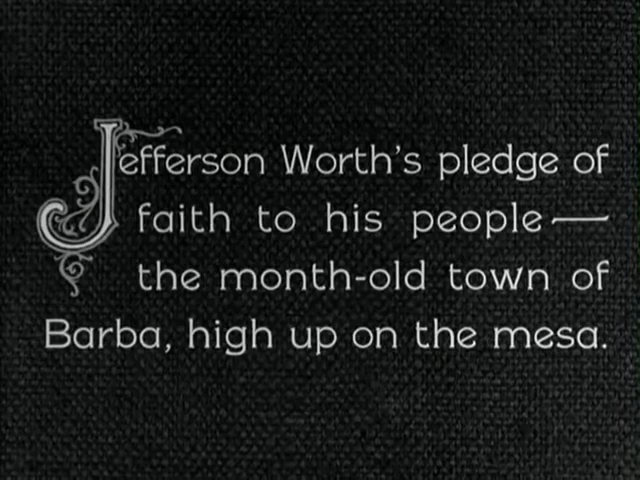 Jefferson Worth's pledge of
faith to his people—
the month-old town of
Barba, high up on the mesa.